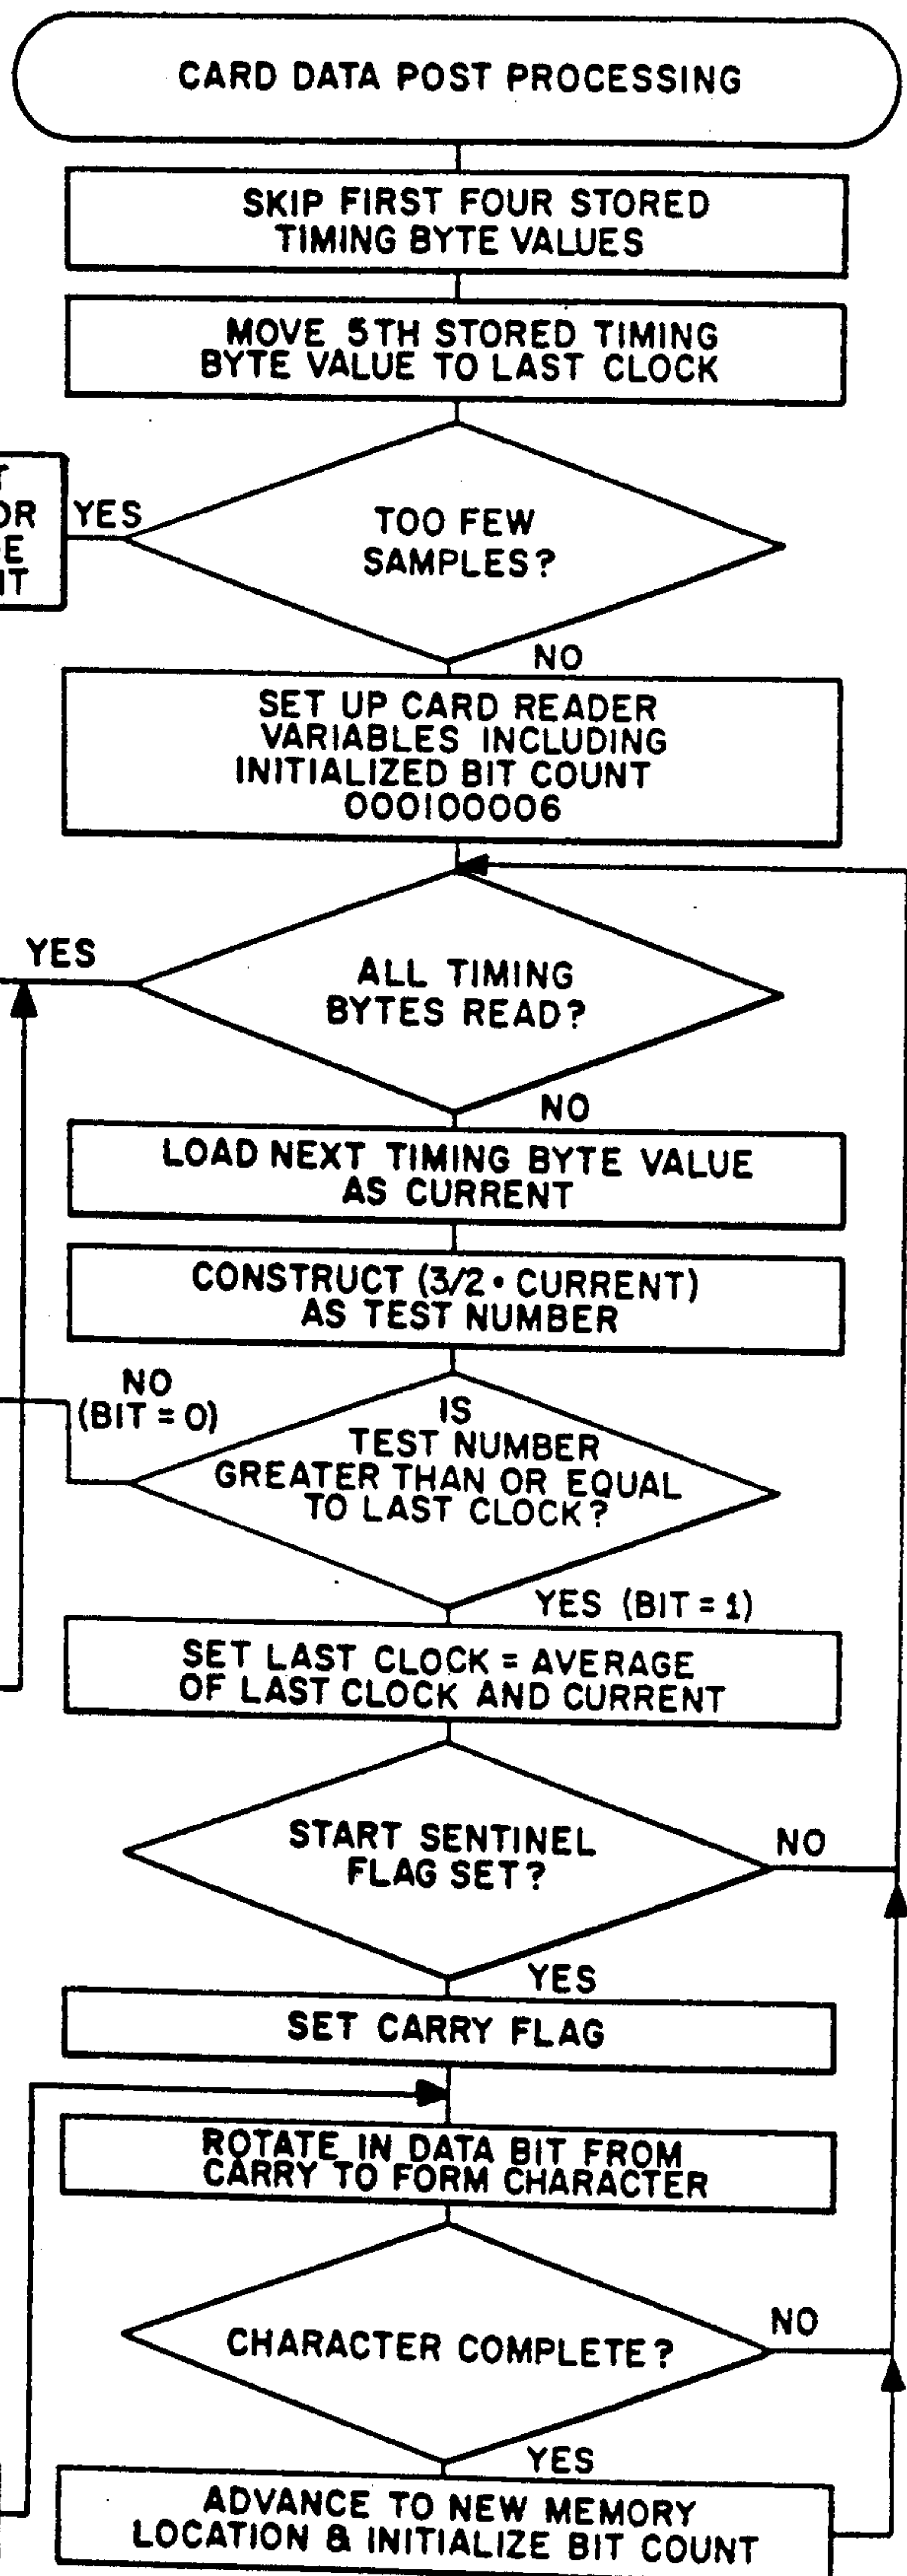 CARD DATA POST PROCESSING
SKIP FIRST FOUR STORED
TIMING BYTE VALUES
MOVE 5TH STORED TIMING
BYTE VALUE TO LAST CLOCK
YES
TOO FEW
SAMPLES?
NO
SET UP CARD READER
VARIABLES INCLUDING
INITIALIZED BIT COUNT
000100006
YES
ALL TIMING
BYTES READ?
NO
LOAD NEXT TIMING BYTE VALUE
AS CURRENT
CONSTRUCT (3/2 • CURRENT)
AS TEST NUMBER
NO
(BIT = 0)
IS
TEST NUMBER
GREATER THAN OR EQUAL
TO LAST CLOCK?
YES (BIT = 1)
SET LAST CLOCK = AVERAGE
OF LAST CLOCK AND CURRENT
START SENTINEL
FLAG SET?
NO
YES
SET CARRY FLAG
ROTATE IN DATA BIT FROM
CARRY TO FORM CHARACTER
CHARACTER COMPLETE?
NO
YES
ADVANCE TO NEW MEMORY
LOCATION & INITIALIZE BIT COUNT